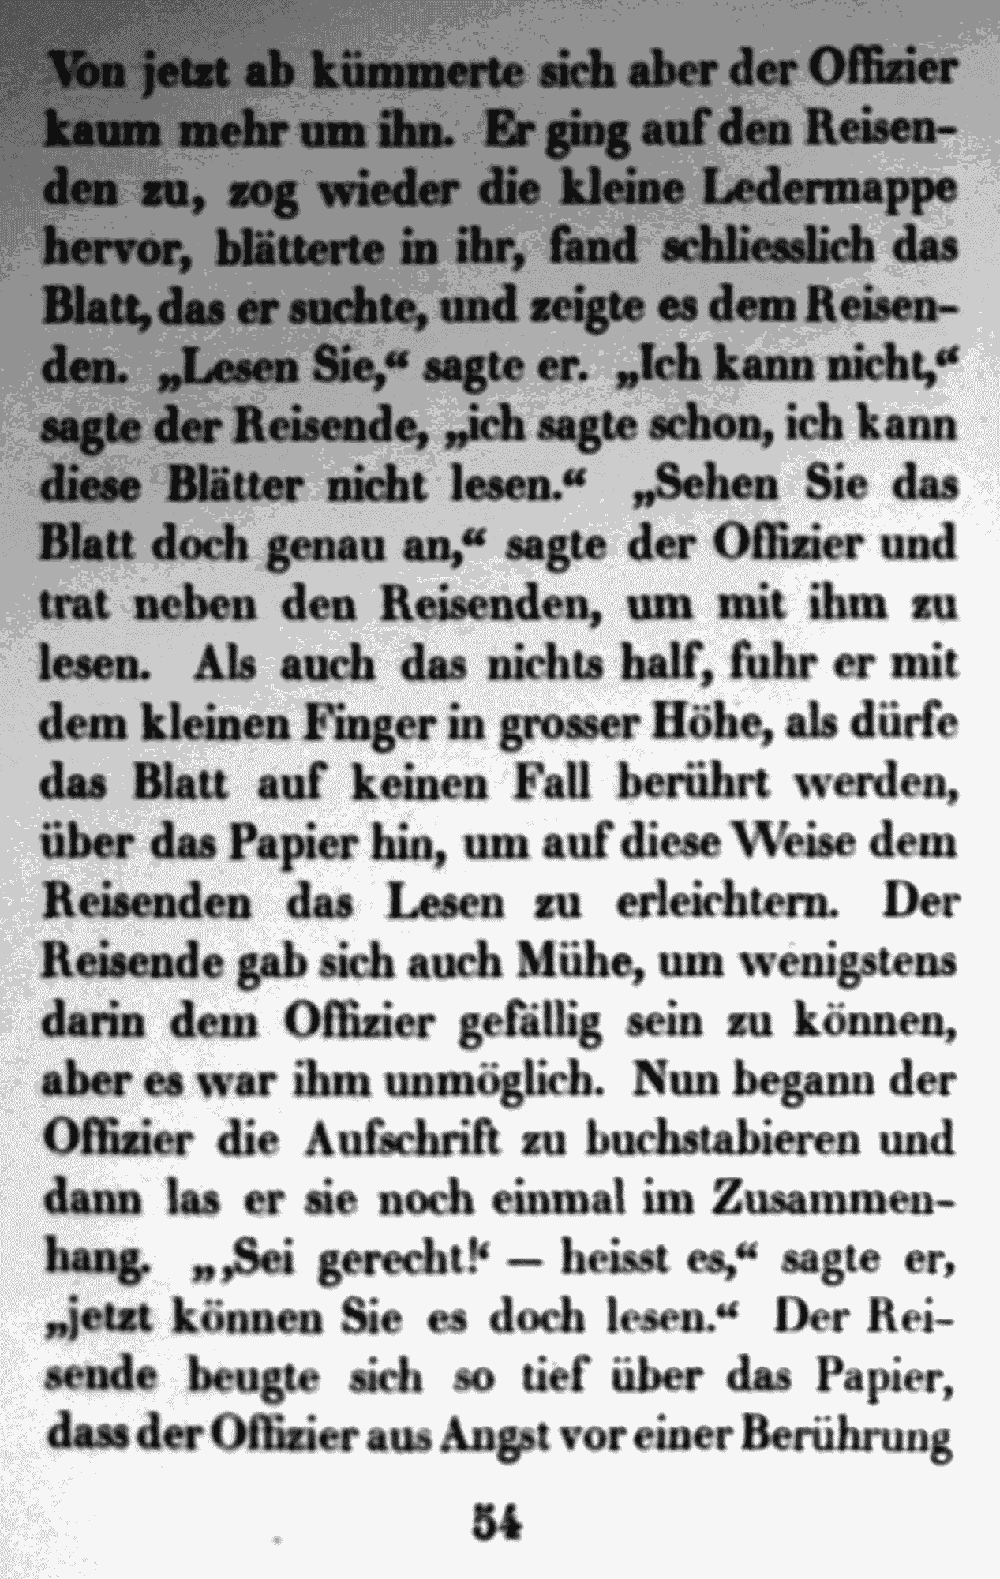 Von jetzt ab kümmerte sich aber der Offizier
kaum mehr um ihn. Er ging auf den Reisen-
den zu, zog wieder die kleine Ledermappe
hervor, blätterte in ihr, fand schliesslich das
Blatt, das er suchte, und zeigte es dem Reisen-
den. „Lesen Sie,“ sagte er. „Ich kann nicht,“
sagte der Reisende, „ich sagte schon, ich kann
diese Blätter nicht lesen.“ „Sehen Sie das
Blatt doch genau an,“ sagte der Offizier und
trat neben den Reisenden, um mit ihm zu
lesen. Als auch das nichts half, fuhr er mit
dem kleinen Finger in grosser Höhe, als dürfe
das Blatt auf keinen Fall berührt werden,
über das Papier hin, um auf diese Weise dem
Reisenden das Lesen zu erleichtern. Der
Reisende gab sich auch Mühe, um wenigstens
darin dem Offizier gefällig sein zu können,
aber es war ihm unmöglich. Nun begann der
Offizier die Aufschrift zu buchstabieren und
dann las er sie noch einmal im Zusammen-
hang. „‚Sei gerecht!‘ — heisst es,“ sagte er,
„jetzt können Sie es doch lesen.“ Der Rei-
sende beugte sich so tief über das Papier,
dass der Offizier aus Angst vor einer Berührung
54